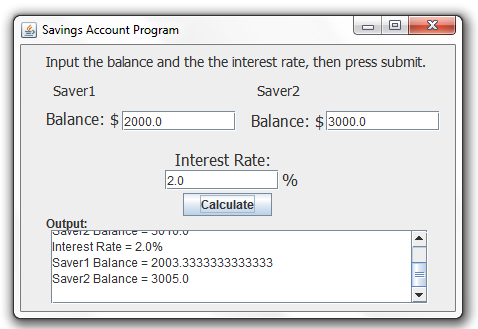 Savings Account Program
Input the balance and the the interest rate, then press submit.
Saver1 Saver2
Balance: $ 2000.0 Balance: $ 3000.0
Interest Rate:
2.0 %
Calculate
Output:
Saver2 Balance = 3010.0
Interest Rate = 2.0%
Saver1 Balance = 2003.3333333333333
Saver2 Balance = 3005.0